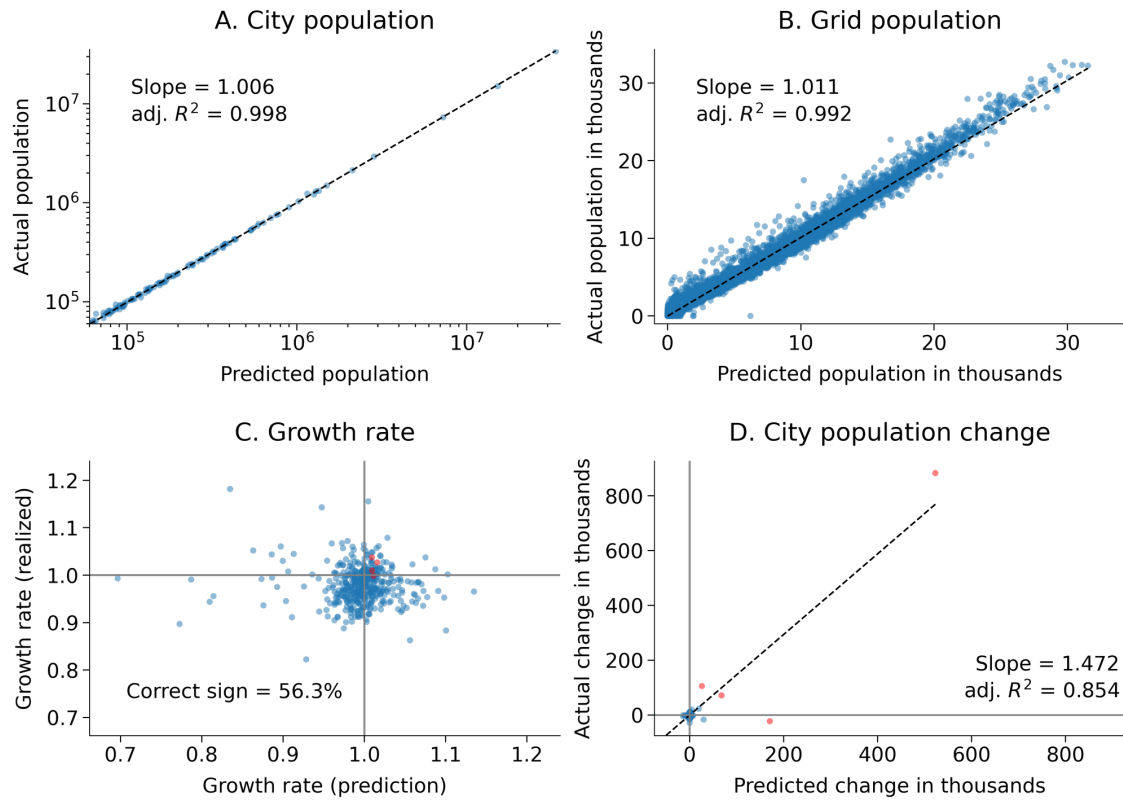 A. City population
Slope = 1.006
adj. R² = 0.998
Actual population
10⁷
10⁶
10⁵
10⁵ 10⁶ 10⁷
Predicted population
B. Grid population
Slope = 1.011
adj. R² = 0.992
Actual population in thousands
30
20
10
0
0 10 20 30
Predicted population in thousands
C. Growth rate
Growth rate (realized)
1.2
1.1
1.0
0.9
0.8
0.7
Correct sign = 56.3%
0.7 0.8 0.9 1.0 1.1 1.2
Growth rate (prediction)
D. City population change
Actual change in thousands
800
600
400
200
0
Slope = 1.472
adj. R² = 0.854
0 200 400 600 800
Predicted change in thousands